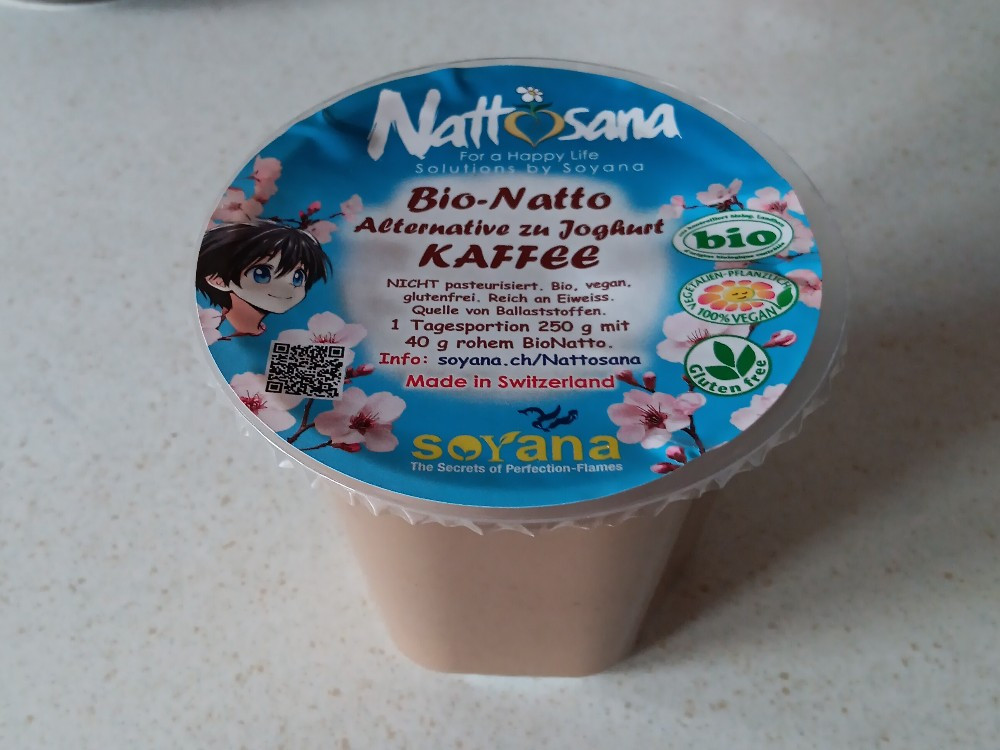 Nattosana
For a Happy Life
Solutions by Soyana
Bio-Natto
Alternative zu Joghurt
KAFFEE
NICHT pasteurisiert. Bio, vegan,
glutenfrei. Reich an Eiweiss.
Quelle von Ballaststoffen.
1 Tagesportion 250 g mit
40 g rohem BioNatto.
Info: soyana.ch/Nattosana
Made in Switzerland
soyana
The Secrets of Perfection-Flames
bio
VEGETALIEN-PFLANZLICH
100% VEGAN
Gluten free